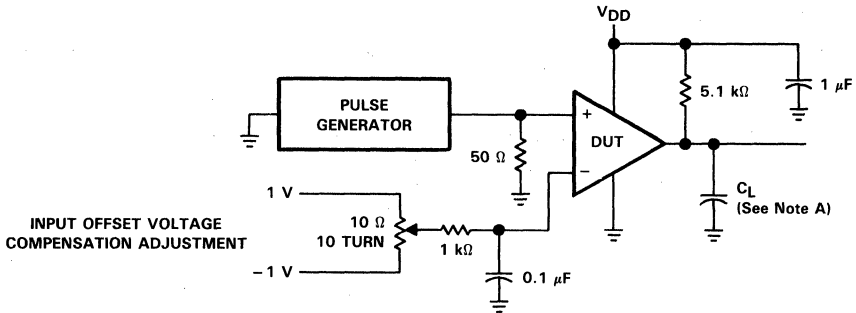 VDD
5.1 kΩ
1 μF
PULSE
GENERATOR
50 Ω
+
DUT
−
CL
(See Note A)
1 V
INPUT OFFSET VOLTAGE
COMPENSATION ADJUSTMENT
10 Ω
10 TURN
1 kΩ
−1 V
0.1 μF